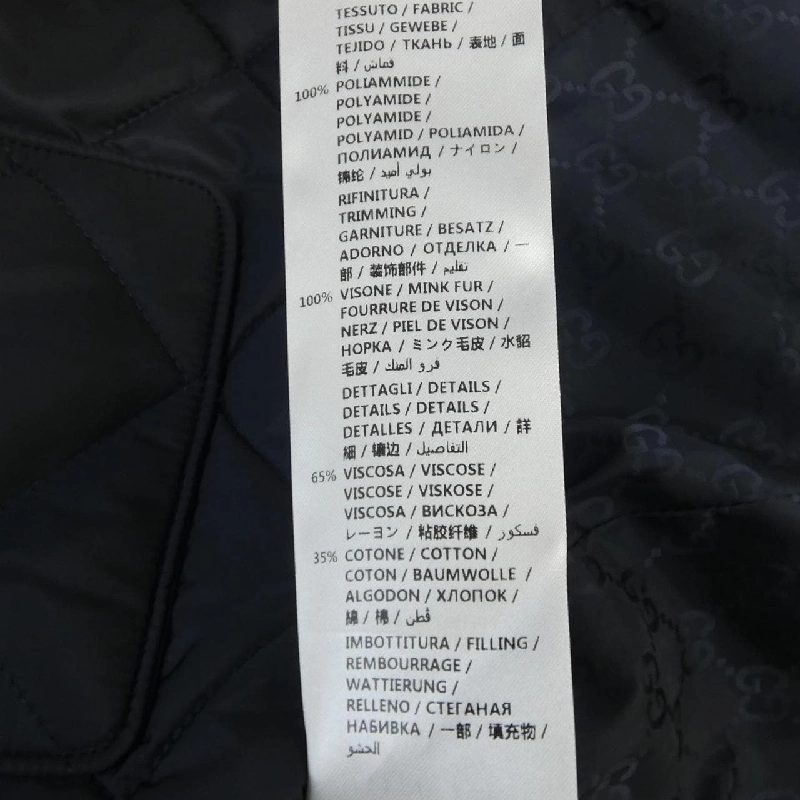 TESSUTO / FABRIC /
TISSU / GEWEBE /
TEJIDO / ТКАНЬ / 表地 / 面
料 / قماش
100% POLIAMMIDE /
POLYAMIDE /
POLYAMIDE /
POLYAMID / POLIAMIDA /
ПОЛИАМИД / ナイロン /
锦纶 / بولي أميد
RIFINITURA /
TRIMMING /
GARNITURE / BESATZ /
ADORNO / ОТДЕЛКА / 一
部 / 装饰部件 / تقليم
100% VISONE / MINK FUR /
FOURRURE DE VISON /
NERZ / PIEL DE VISON /
НОРКА / ミンク毛皮 / 水貂
毛皮 / فرو المنك
DETTAGLI / DETAILS /
DETAILS / DETAILS /
DETALLES / ДЕТАЛИ / 詳
細 / 镶边 / التفاصيل
65% VISCOSA / VISCOSE /
VISCOSE / VISKOSE /
VISCOSA / ВИСКОЗА /
レーヨン / 粘胶纤维 / فسكور
35% COTONE / COTTON /
COTON / BAUMWOLLE /
ALGODON / ХЛОПОК /
綿 / 棉 / قطن
IMBOTTITURA / FILLING /
REMBOURRAGE /
WATTIERUNG /
RELLENO / СТЕГАНАЯ
НАБИВКА / 一部 / 填充物 /
الحشو